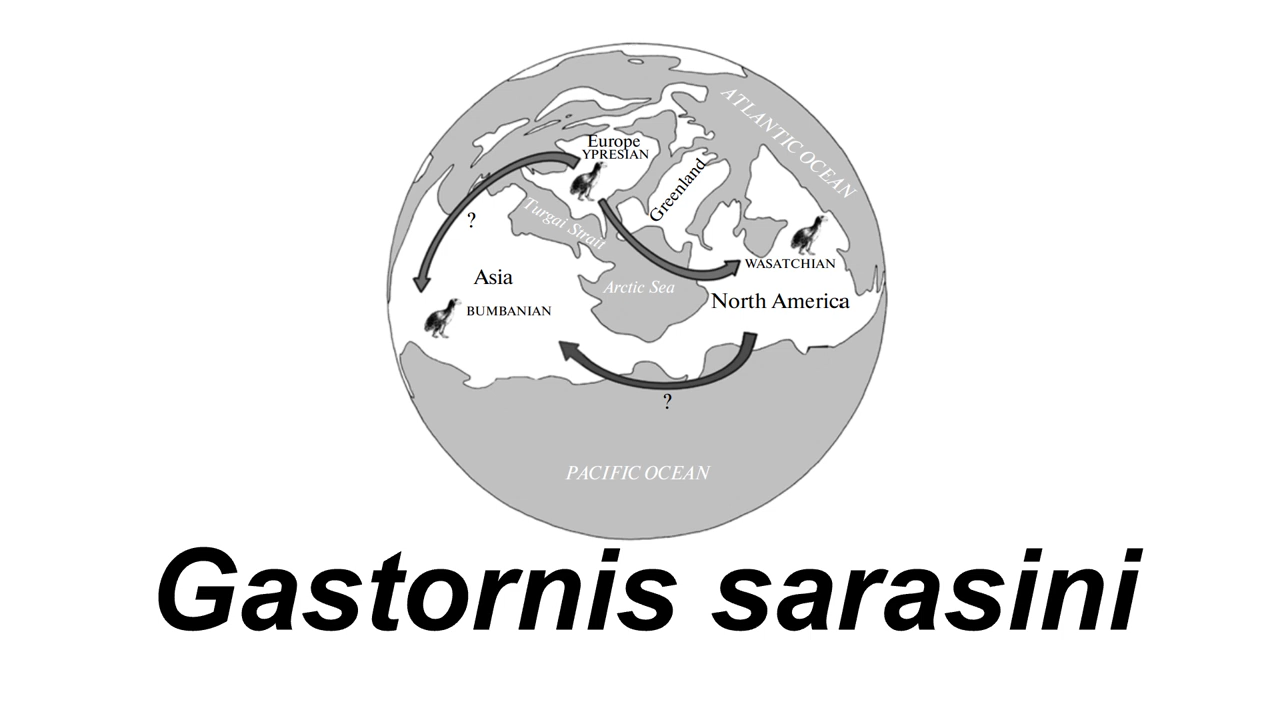 ATLANTIC OCEAN
Europe
YPRESIAN
Greenland
?
Turgai Strait
WASATCHIAN
Asia
Arctic Sea
North America
BUMBANIAN
?
PACIFIC OCEAN
Gastornis sarasini